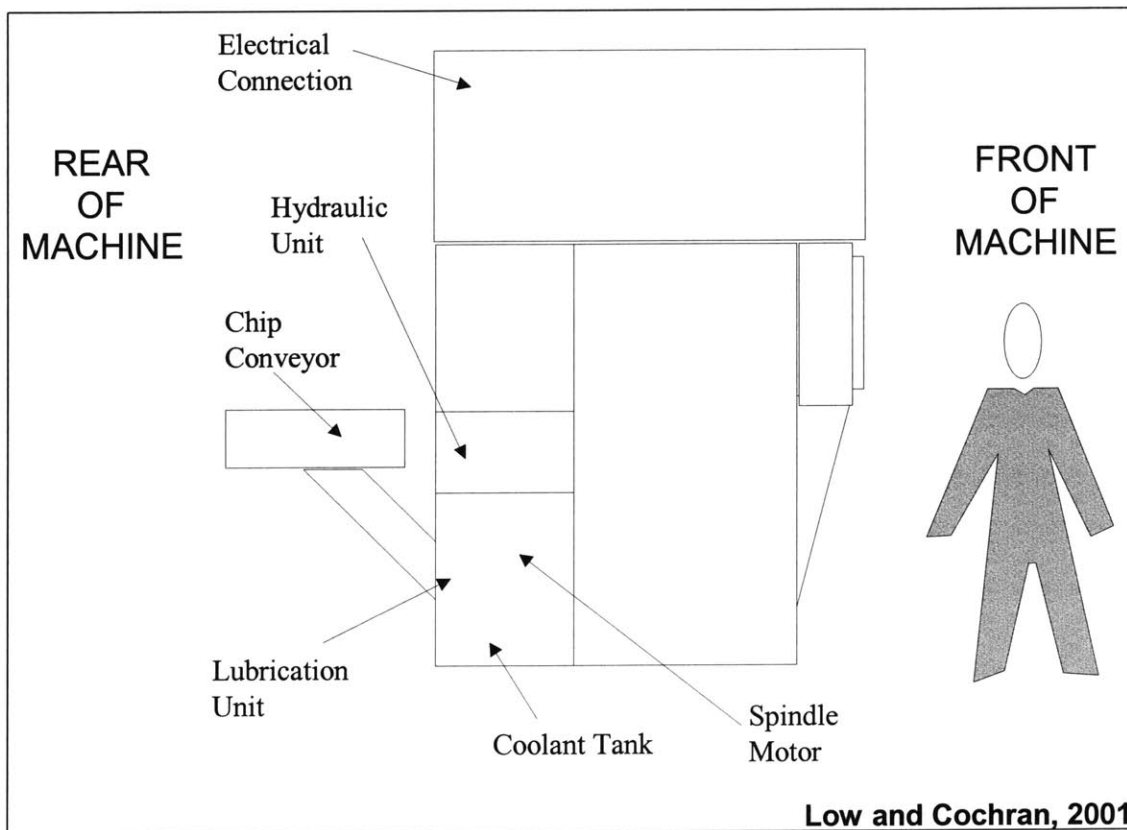 Electrical
Connection
REAR
OF
MACHINE
FRONT
OF
MACHINE
Hydraulic
Unit
Chip
Conveyor
Lubrication
Unit
Coolant Tank
Spindle
Motor
Low and Cochran, 2001